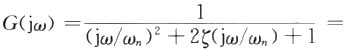 G(jω) = 1 / ((jω/ωₙ)² + 2ζ(jω/ωₙ) + 1) =